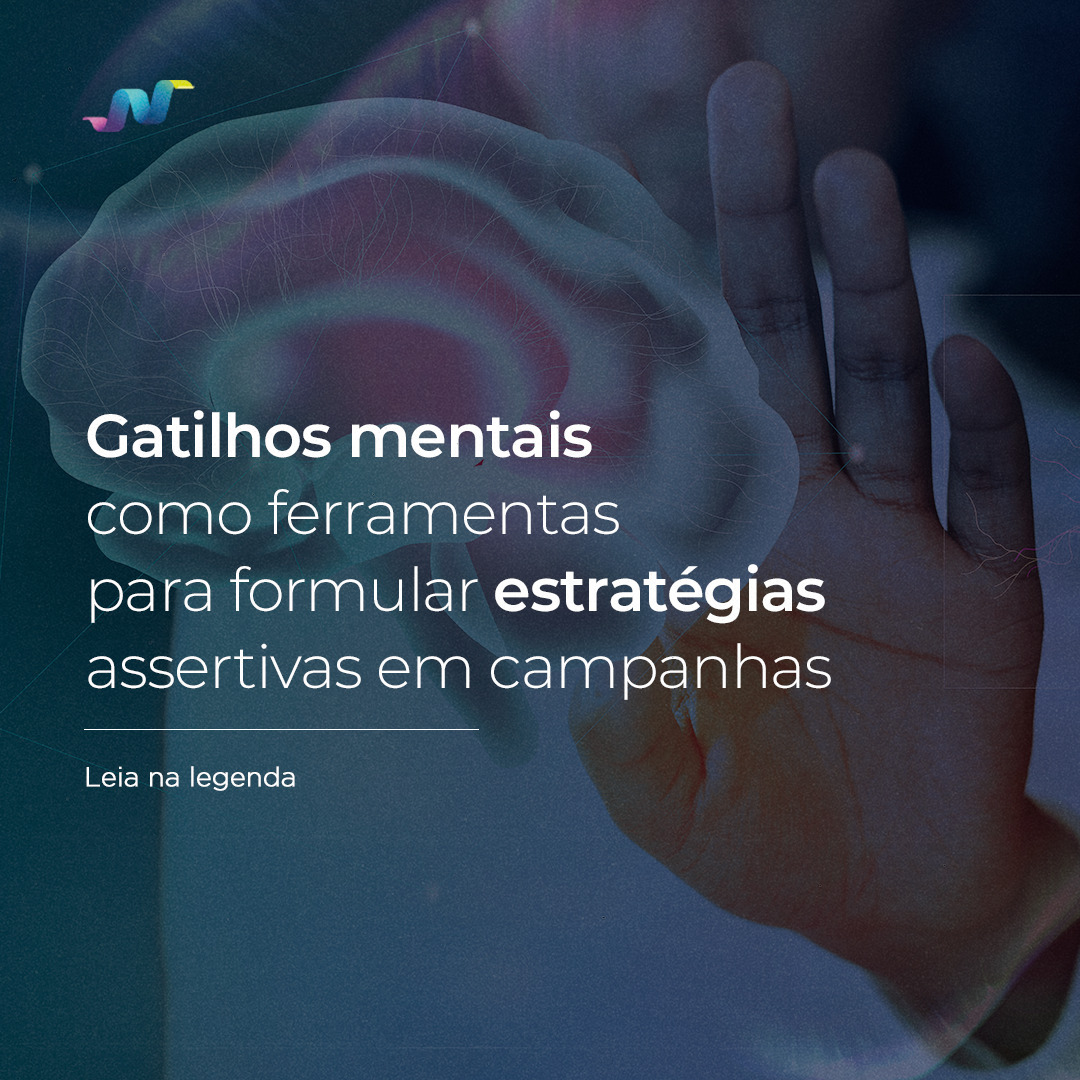 Gatilhos mentais
como ferramentas
para formular estratégias
assertivas em campanhas
Leia na legenda